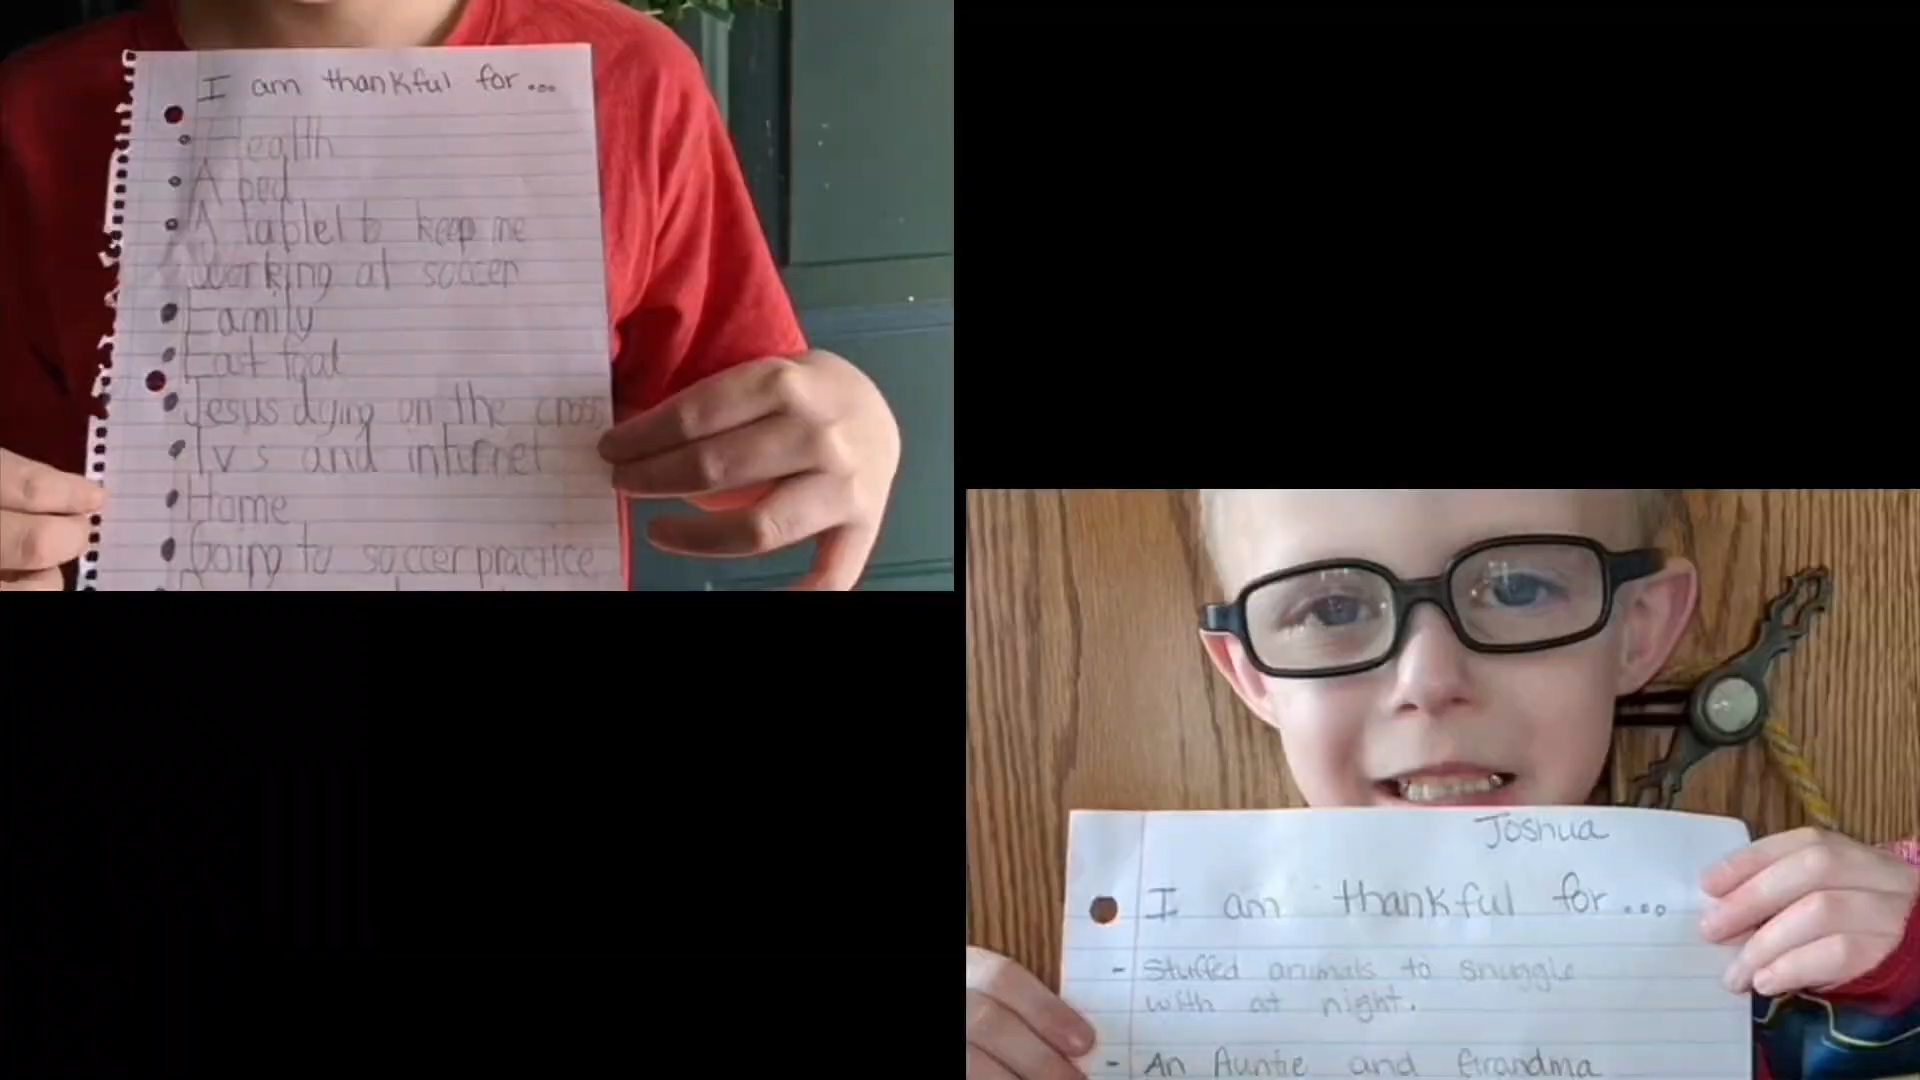 I am thankful for...
Health
A bed
A tablet to keep me
working at soccer
Family
Fast food
Jesus dying on the cross
Tvs and internet
Home
Going to soccer practice
Joshua
I am thankful for...
- Stuffed animals to snuggle
with at night.
- An Auntie and Grandma